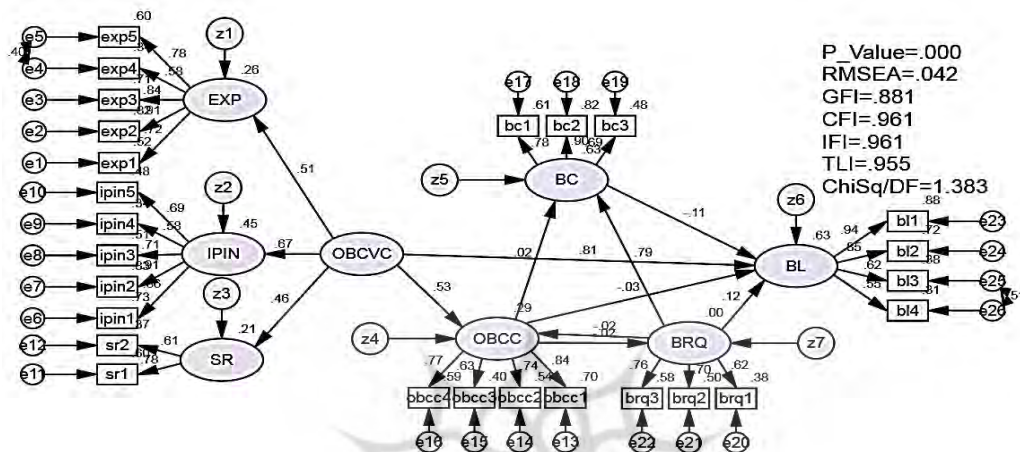 P_Value=.000
RMSEA=.042
GFI=.881
CFI=.961
IFI=.961
TLI=.955
ChiSq/DF=1.383
.60
e5 exp5 z1
.40 .78
e4 exp4 .58 .26
e3 exp3 .84 EXP
e2 exp2 .72
e1 exp1 .52
.51
e10 ipin5 z2
.69
e9 ipin4 .58 .45
e8 ipin3 .71 IPIN .67 OBCVC
e7 ipin2 .91
e6 ipin1 .73 z3
.46 .53
e12 sr2 .61 .21
e11 sr1 .78 SR
e17 e18 e19
.61 .82 .48
bc1 bc2 bc3
.78 .90 .69
.63
z5 BC
-.11
z6 .88
.63 .94 bl1 e23
.72
BL .85 bl2 e24
.62 bl3 e25
.55 .81
bl4 e26
.02 .81 .79
-.03 .12
.29 .00
z4 OBCC -.02 BRQ z7
.77 .63 .74 .84 .76 .70 .62
.59 .40 .54 .70 .58 .50 .38
obcc4 obcc3 obcc2 obcc1 brq3 brq2 brq1
e16 e15 e14 e13 e22 e21 e20